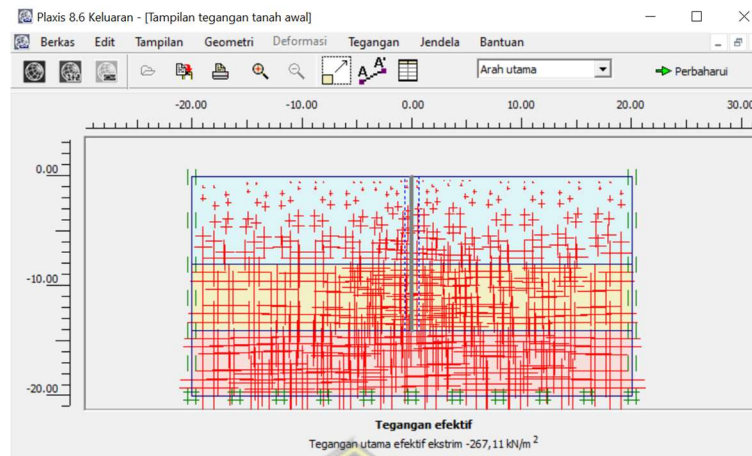 Plaxis 8.6 Keluaran - [Tampilan tegangan tanah awal]
Berkas Edit Tampilan Geometri Deformasi Tegangan Jendela Bantuan
A A* Arah utama Perbaharui
-20.00 -10.00 0.00 10.00 20.00 30.00
0.00
-10.00
-20.00
Tegangan efektif
Tegangan utama efektif ekstrim -267,11 kN/m²